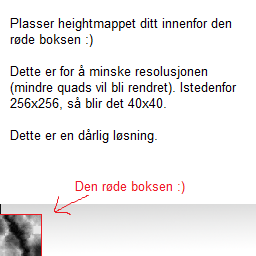 Plasser heightmappet ditt innenfor den
røde boksen :)
Dette er for å minske resolusjonen
(mindre quads vil bli rendret). Istedenfor
256x256, så blir det 40x40.
Dette er en dårlig løsning.
Den røde boksen :)